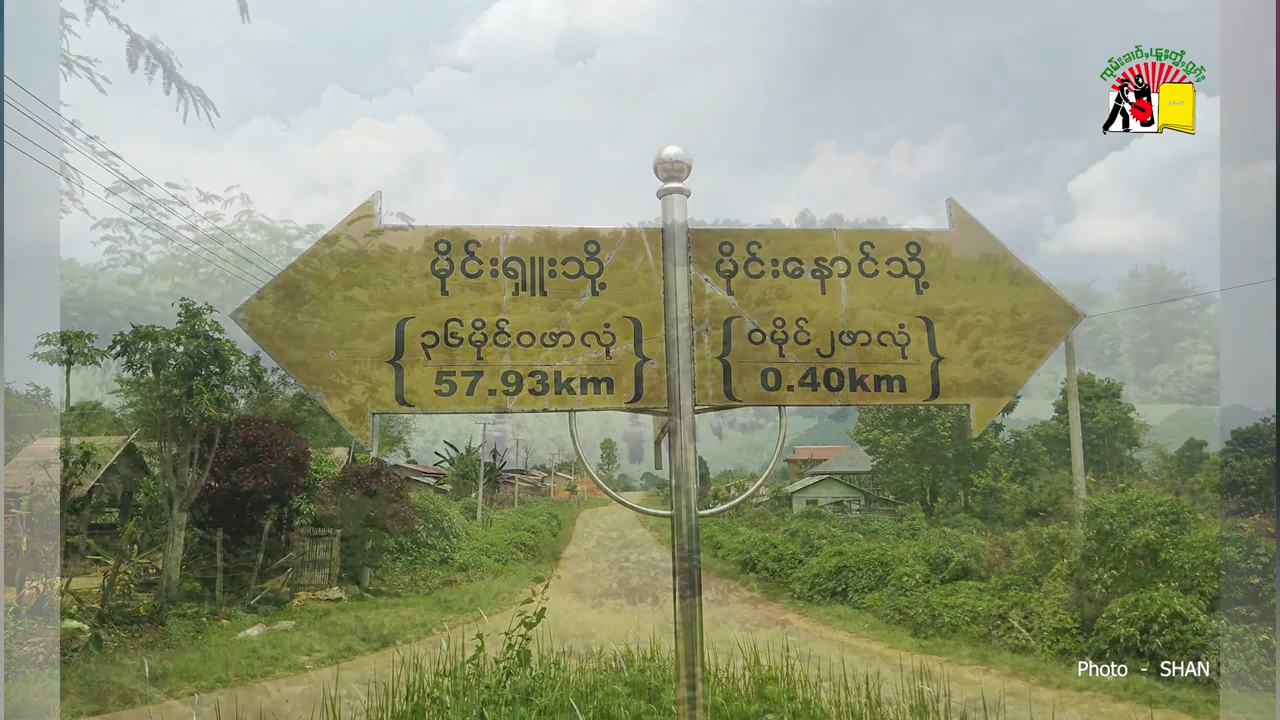 မိုင်းရှူးသို့
၃၆မိုင်ဝဖာလုံ
57.93km
မိုင်းနောင်သို့
ဝမိုင်၂ဖာလုံ
0.40km
Photo - SHAN